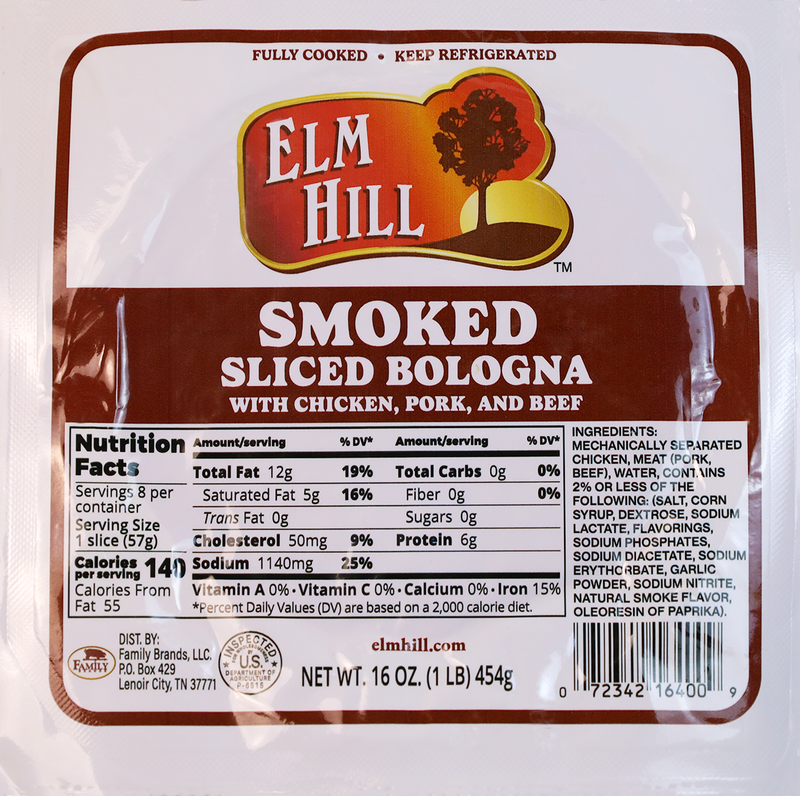 FULLY COOKED • KEEP REFRIGERATED
ELM
HILL
TM
SMOKED
SLICED BOLOGNA
WITH CHICKEN, PORK, AND BEEF
Nutrition
Facts
Servings 8 per
container
Serving Size
1 slice (57g)
Calories
per serving 140
Calories From
Fat 55
Amount/serving % DV* Amount/serving % DV*
Total Fat 12g 19% Total Carbs 0g 0%
Saturated Fat 5g 16% Fiber 0g 0%
Trans Fat 0g Sugars 0g
Cholesterol 50mg 9% Protein 6g
Sodium 1140mg 25%
Vitamin A 0% • Vitamin C 0% • Calcium 0% • Iron 15%
*Percent Daily Values (DV) are based on a 2,000 calorie diet.
INGREDIENTS:
MECHANICALLY SEPARATED
CHICKEN, MEAT (PORK,
BEEF), WATER, CONTAINS
2% OR LESS OF THE
FOLLOWING: (SALT, CORN
SYRUP, DEXTROSE, SODIUM
LACTATE, FLAVORINGS,
SODIUM PHOSPHATES,
SODIUM DIACETATE, SODIUM
ERYTHORBATE, GARLIC
POWDER, SODIUM NITRITE,
NATURAL SMOKE FLAVOR,
OLEORESIN OF PAPRIKA).
FAMILY
DIST. BY:
Family Brands, LLC.
P.O. Box 429
Lenoir City, TN 37771
INSPECTED
FOR WHOLESOMENESS BY
U.S.
DEPARTMENT OF
AGRICULTURE
P-6515
elmhill.com
NET WT. 16 OZ. (1 LB) 454g
0 72342 16400 9